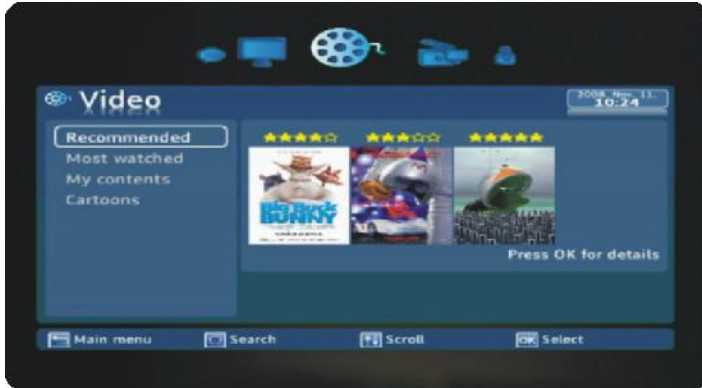 Video
2008. Nov. 11.
10:24
Recommended
Most watched
My contents
Cartoons
Big Buck
BUNNY
Press OK for details
Main menu
Search
Scroll
OK Select